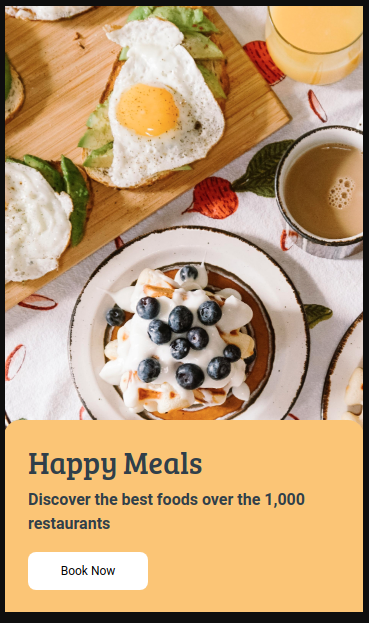 Happy Meals
Discover the best foods over the 1,000
restaurants
Book Now